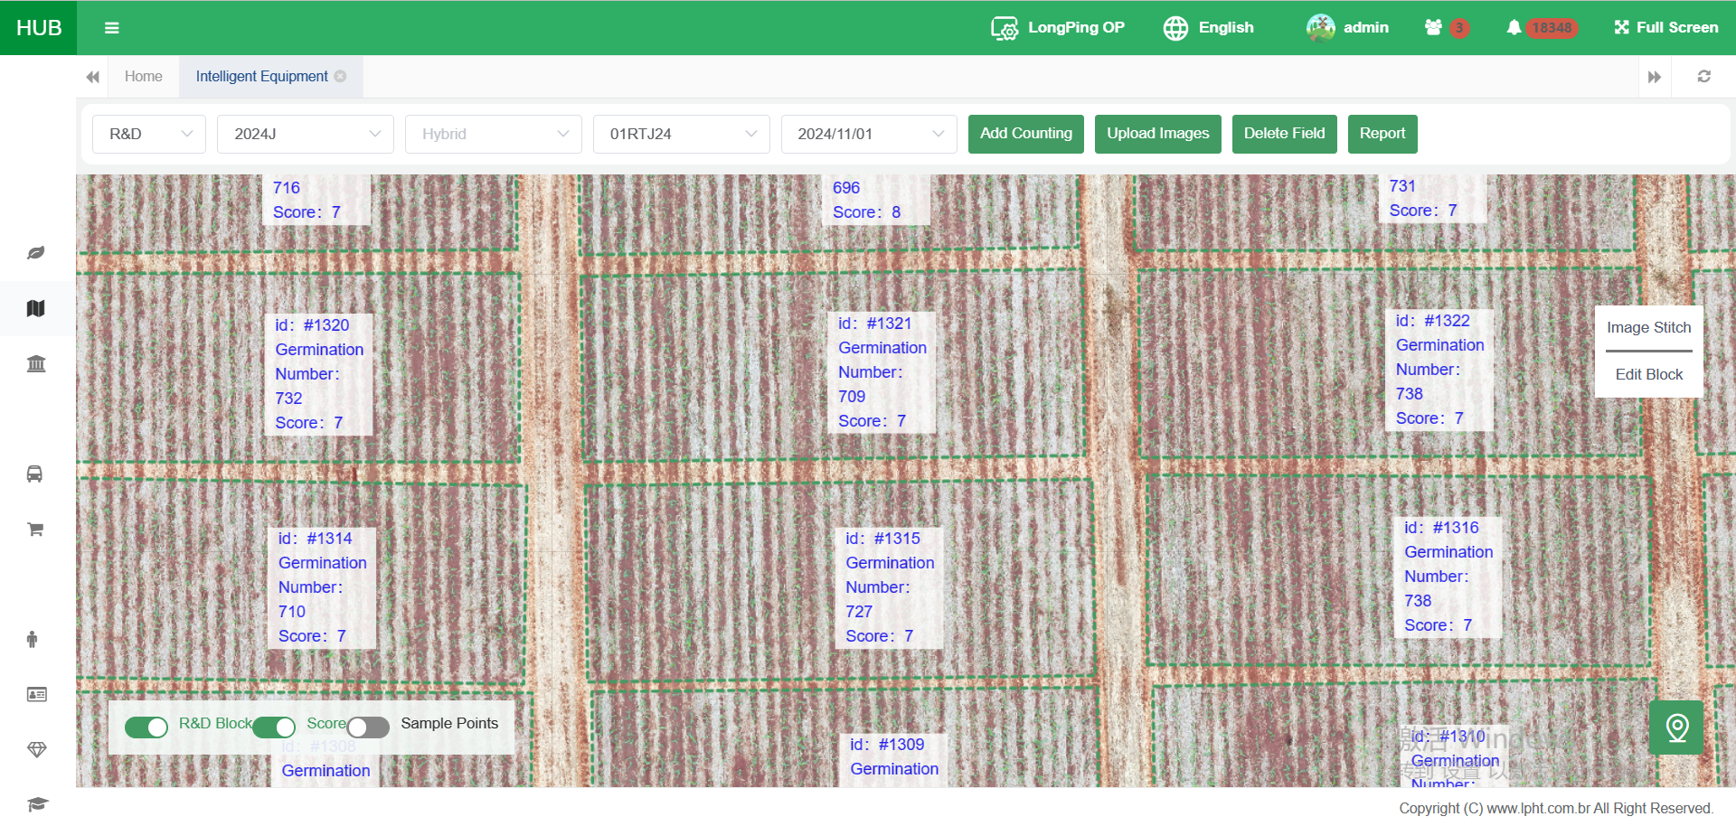 HUB
LongPing OP
English
admin
3
18348
Full Screen
Home
Intelligent Equipment
R&D
2024J
Hybrid
01RTJ24
2024/11/01
Add Counting
Upload Images
Delete Field
Report
716
Score: 7
696
Score: 8
731
Score: 7
id: #1320
Germination
Number:
732
Score: 7
id: #1321
Germination
Number:
709
Score: 7
id: #1322
Germination
Number:
738
Score: 7
Image Stitch
Edit Block
id: #1314
Germination
Number:
710
Score: 7
id: #1315
Germination
Number:
727
Score: 7
id: #1316
Germination
Number:
738
Score: 7
R&D Block
Score
Sample Points
id: #1308
Germination
id: #1309
Germination
id: #1310
Germination
Number:
激活 Windows
转到 设置 以
Copyright (C) www.lpht.com.br All Right Reserved.